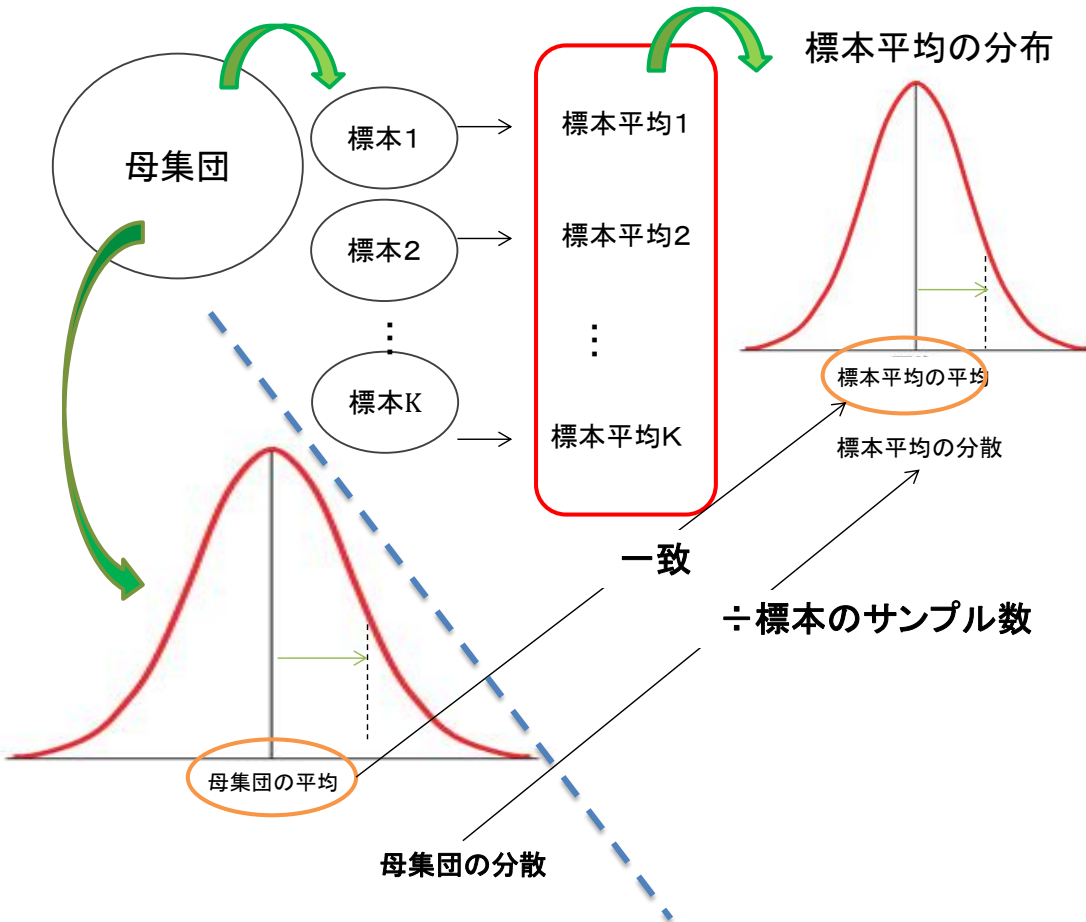 標本平均の分布
母集団
標本1
標本平均1
標本2
標本平均2
⋮
⋮
標本K
標本平均K
標本平均の平均
標本平均の分散
一致
÷標本のサンプル数
母集団の平均
母集団の分散